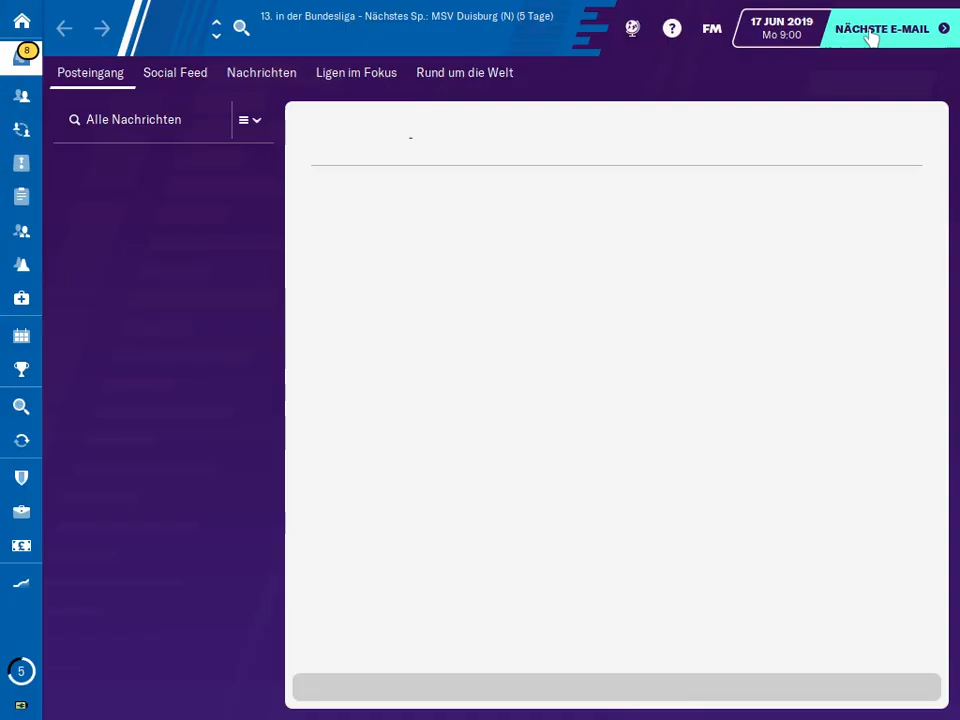 13. in der Bundesliga - Nächstes Sp.: MSV Duisburg (N) (5 Tage)
FM
17 JUN 2019
Mo 9:00
NÄCHSTE E-MAIL
8
Posteingang
Social Feed
Nachrichten
Ligen im Fokus
Rund um die Welt
Alle Nachrichten
-
5